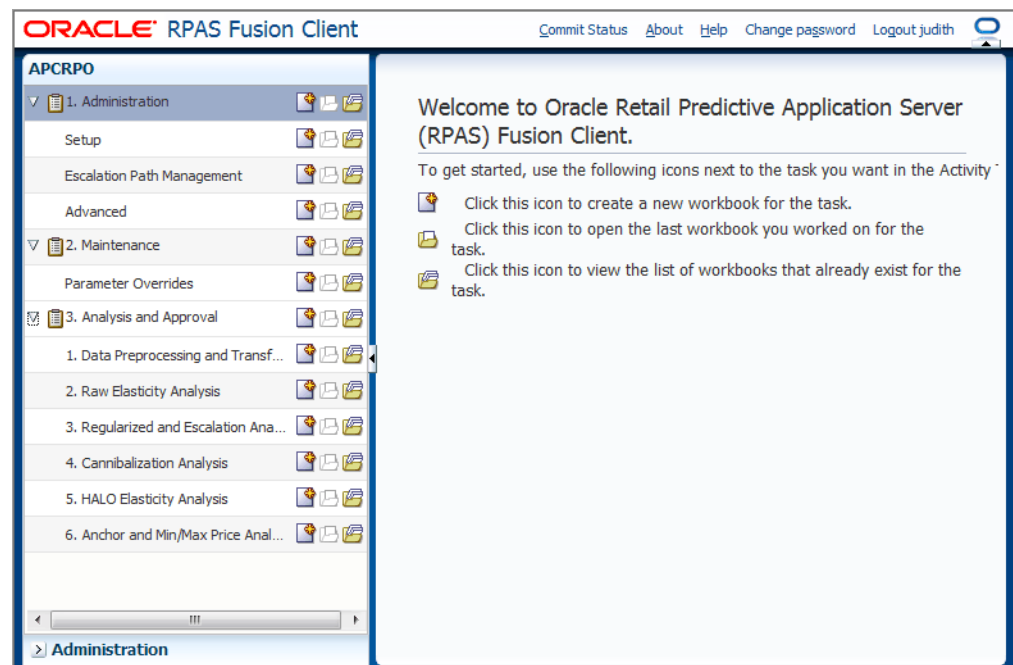 ORACLE RPAS Fusion Client
Commit Status About Help Change password Logout judith
APCRPO
1. Administration
Setup
Escalation Path Management
Advanced
2. Maintenance
Parameter Overrides
3. Analysis and Approval
1. Data Preprocessing and Transf...
2. Raw Elasticity Analysis
3. Regularized and Escalation Ana...
4. Cannibalization Analysis
5. HALO Elasticity Analysis
6. Anchor and Min/Max Price Anal...
Administration
Welcome to Oracle Retail Predictive Application Server
(RPAS) Fusion Client.
To get started, use the following icons next to the task you want in the Activity
Click this icon to create a new workbook for the task.
Click this icon to open the last workbook you worked on for the
task.
Click this icon to view the list of workbooks that already exist for the
task.